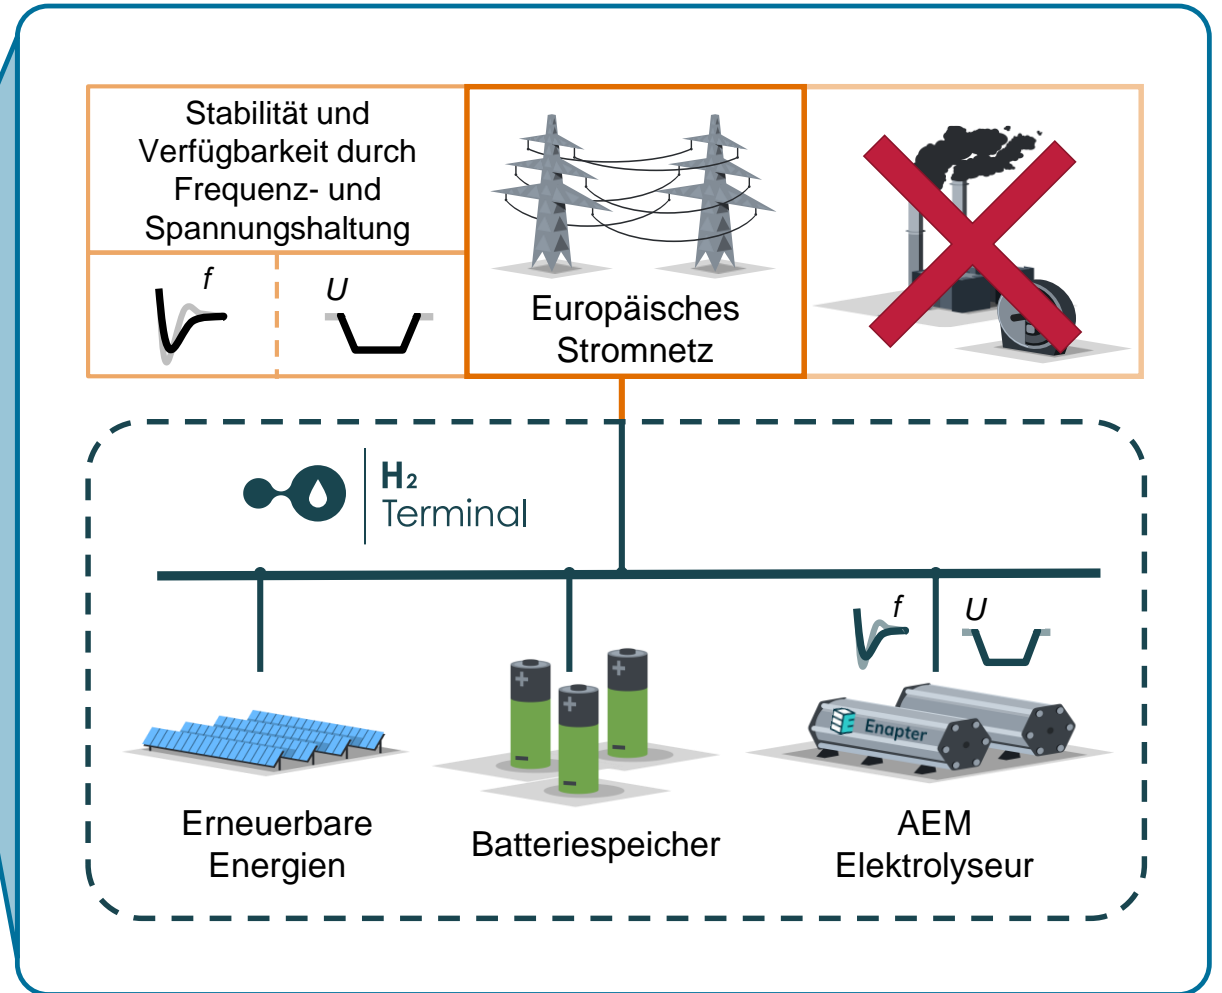 Stabilität und
Verfügbarkeit durch
Frequenz- und
Spannungshaltung
f
U
Europäisches
Stromnetz
H₂
Terminal
f
U
Enapter
Erneuerbare
Energien
Batteriespeicher
AEM
Elektrolyseur